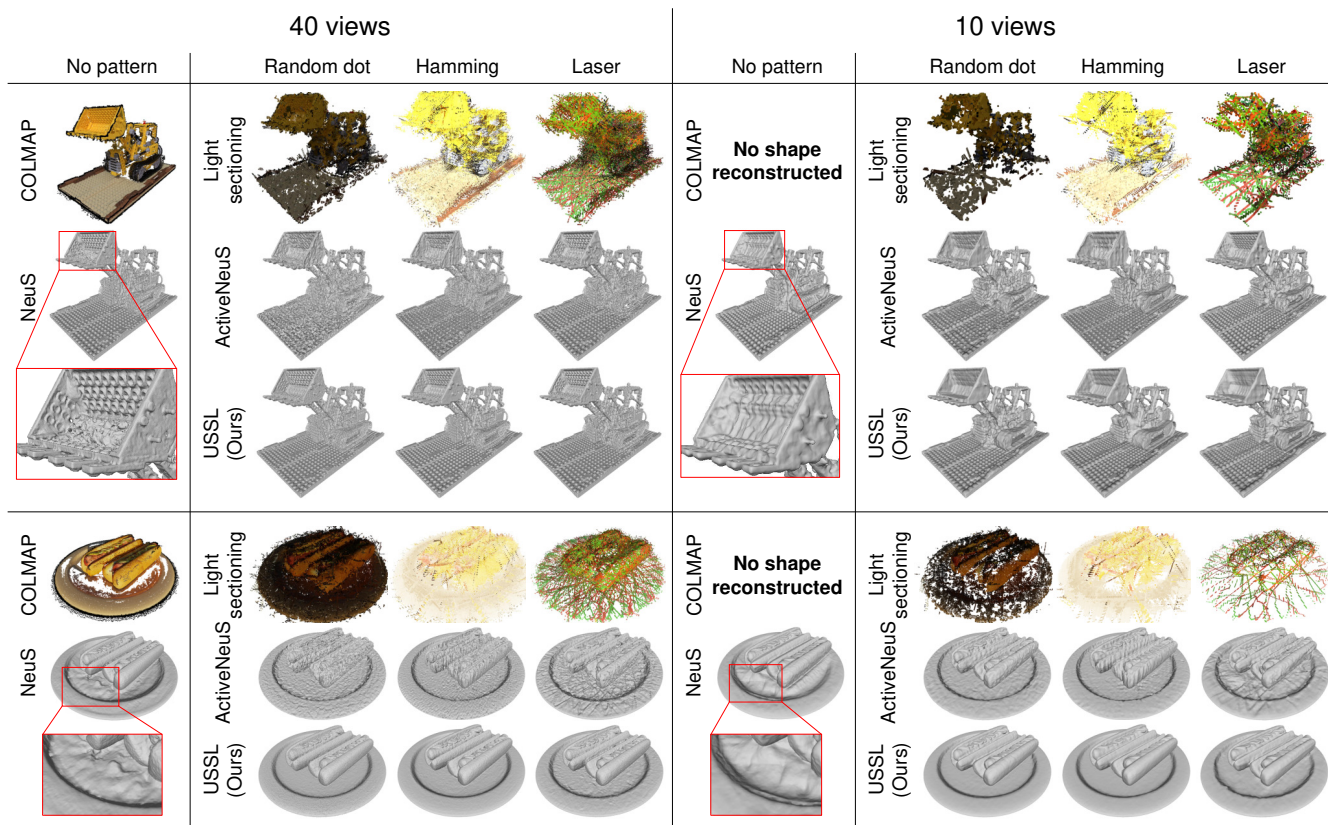 40 views
10 views
No pattern
Random dot
Hamming
Laser
No pattern
Random dot
Hamming
Laser
COLMAP
Light
sectioning
COLMAP
No shape
reconstructed
Light
sectioning
NeuS
ActiveNeuS
NeuS
ActiveNeuS
USSL
(Ours)
USSL
(Ours)
COLMAP
Light
sectioning
COLMAP
No shape
reconstructed
Light
sectioning
NeuS
ActiveNeuS
NeuS
ActiveNeuS
USSL
(Ours)
USSL
(Ours)